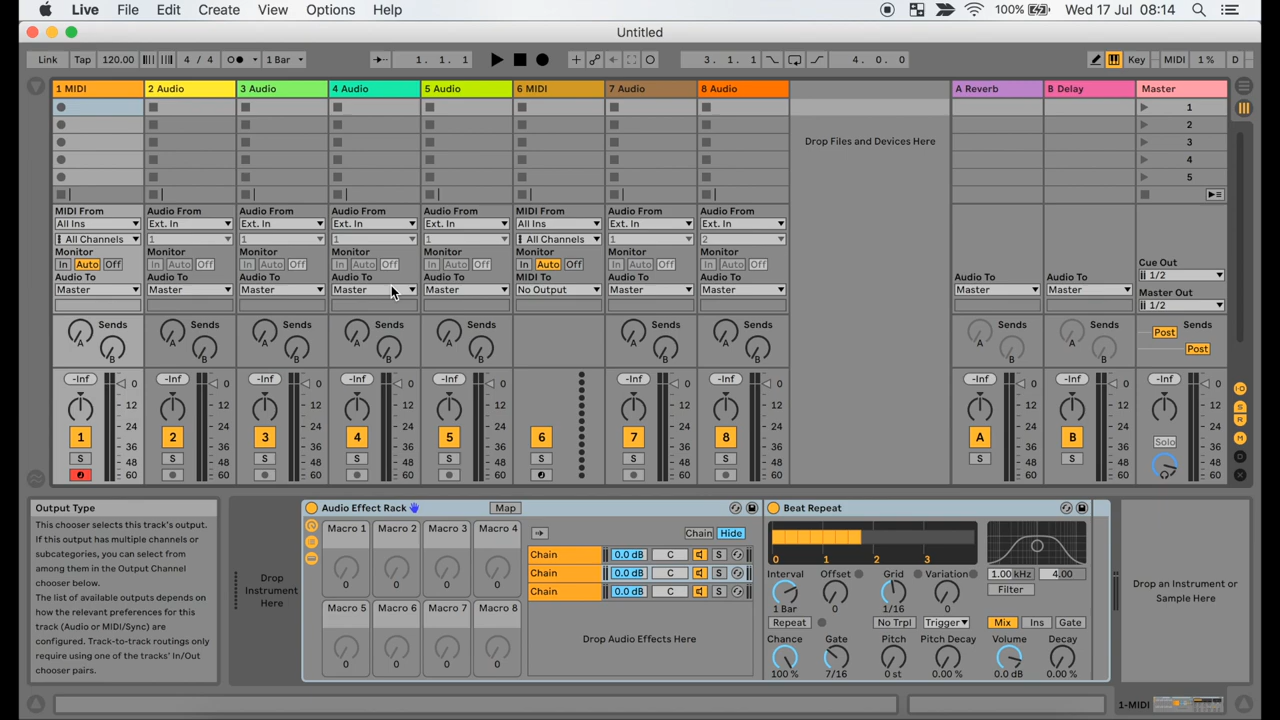 Live File Edit Create View Options Help 100% Wed 17 Jul 08:14
Untitled
Link Tap 120.00 4 / 4 1 Bar 1. 1. 1 3. 1. 1 4. 0. 0 Key MIDI 1 % D
1 MIDI 2 Audio 3 Audio 4 Audio 5 Audio 6 MIDI 7 Audio 8 Audio A Reverb B Delay Master
1
2
Drop Files and Devices Here 3
4
5
MIDI From Audio From Audio From Audio From Audio From MIDI From Audio From Audio From
All Ins Ext. In Ext. In Ext. In Ext. In All Ins Ext. In Ext. In
All Channels 1 1 1 1 All Channels 1 2
Monitor Monitor Monitor Monitor Monitor Monitor Monitor Monitor
In Auto Off In Auto Off In Auto Off In Auto Off In Auto Off In Auto Off In Auto Off In Auto Off Cue Out
1/2
Audio To Audio To Audio To Audio To Audio To MIDI To Audio To Audio To Audio To Audio To
Master Master Master Master Master No Output Master Master Master Master Master Out
1/2
Sends Sends Sends Sends Sends Sends Sends Sends Sends Post Sends
A B A B A B A B A B A B A B A B A B Post
-Inf 0 -Inf 0 -Inf 0 -Inf 0 -Inf 0 -Inf 0 -Inf 0 -Inf 0 -Inf 0 -Inf 0
12 12 12 12 12 12 12 12 12 12
24 24 24 24 24 24 24 24 24 24
1 36 2 36 3 36 4 36 5 36 6 7 36 8 36 A 36 B 36 Solo 36
S 48 S 48 S 48 S 48 S 48 S S 48 S 48 S 48 S 48 48
60 60 60 60 60 60 60 60 60 60
Output Type
This chooser selects this track's output.
If this output has multiple channels or
subcategories, you can select from
among them in the Output Channel
chooser below.
The list of available outputs depends on
how the relevant preferences for this
track (Audio or MIDI/Sync) are
configured. Track-to-track routings only
require using one of the tracks' In/Out
chooser pairs.
Drop
Instrument
Here
Audio Effect Rack Map
Macro 1 Macro 2 Macro 3 Macro 4
0 0 0 0
Macro 5 Macro 6 Macro 7 Macro 8
0 0 0 0
Chain Hide
Chain 0.0 dB C S
Chain 0.0 dB C S
Chain 0.0 dB C S
Drop Audio Effects Here
Beat Repeat
0 1 2 3
Interval Offset Grid Variation 1.00 kHz 4.00
1 Bar 0 1/16 0 Filter
Repeat No Trpl Trigger Mix Ins Gate
Chance Gate Pitch Pitch Decay Volume Decay
100 % 7/16 0 st 0.00 % 0.0 dB 0.00 %
Drop an Instrument or
Sample Here
1-MIDI